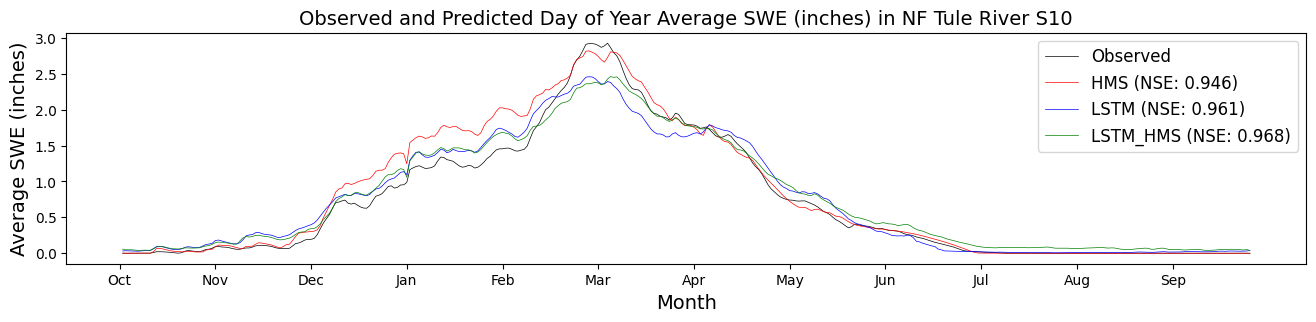 Observed and Predicted Day of Year Average SWE (inches) in NF Tule River S10
Average SWE (inches)
3.0
2.5
2.0
1.5
1.0
0.5
0.0
Observed
HMS (NSE: 0.946)
LSTM (NSE: 0.961)
LSTM_HMS (NSE: 0.968)
Oct Nov Dec Jan Feb Mar Apr May Jun Jul Aug Sep
Month